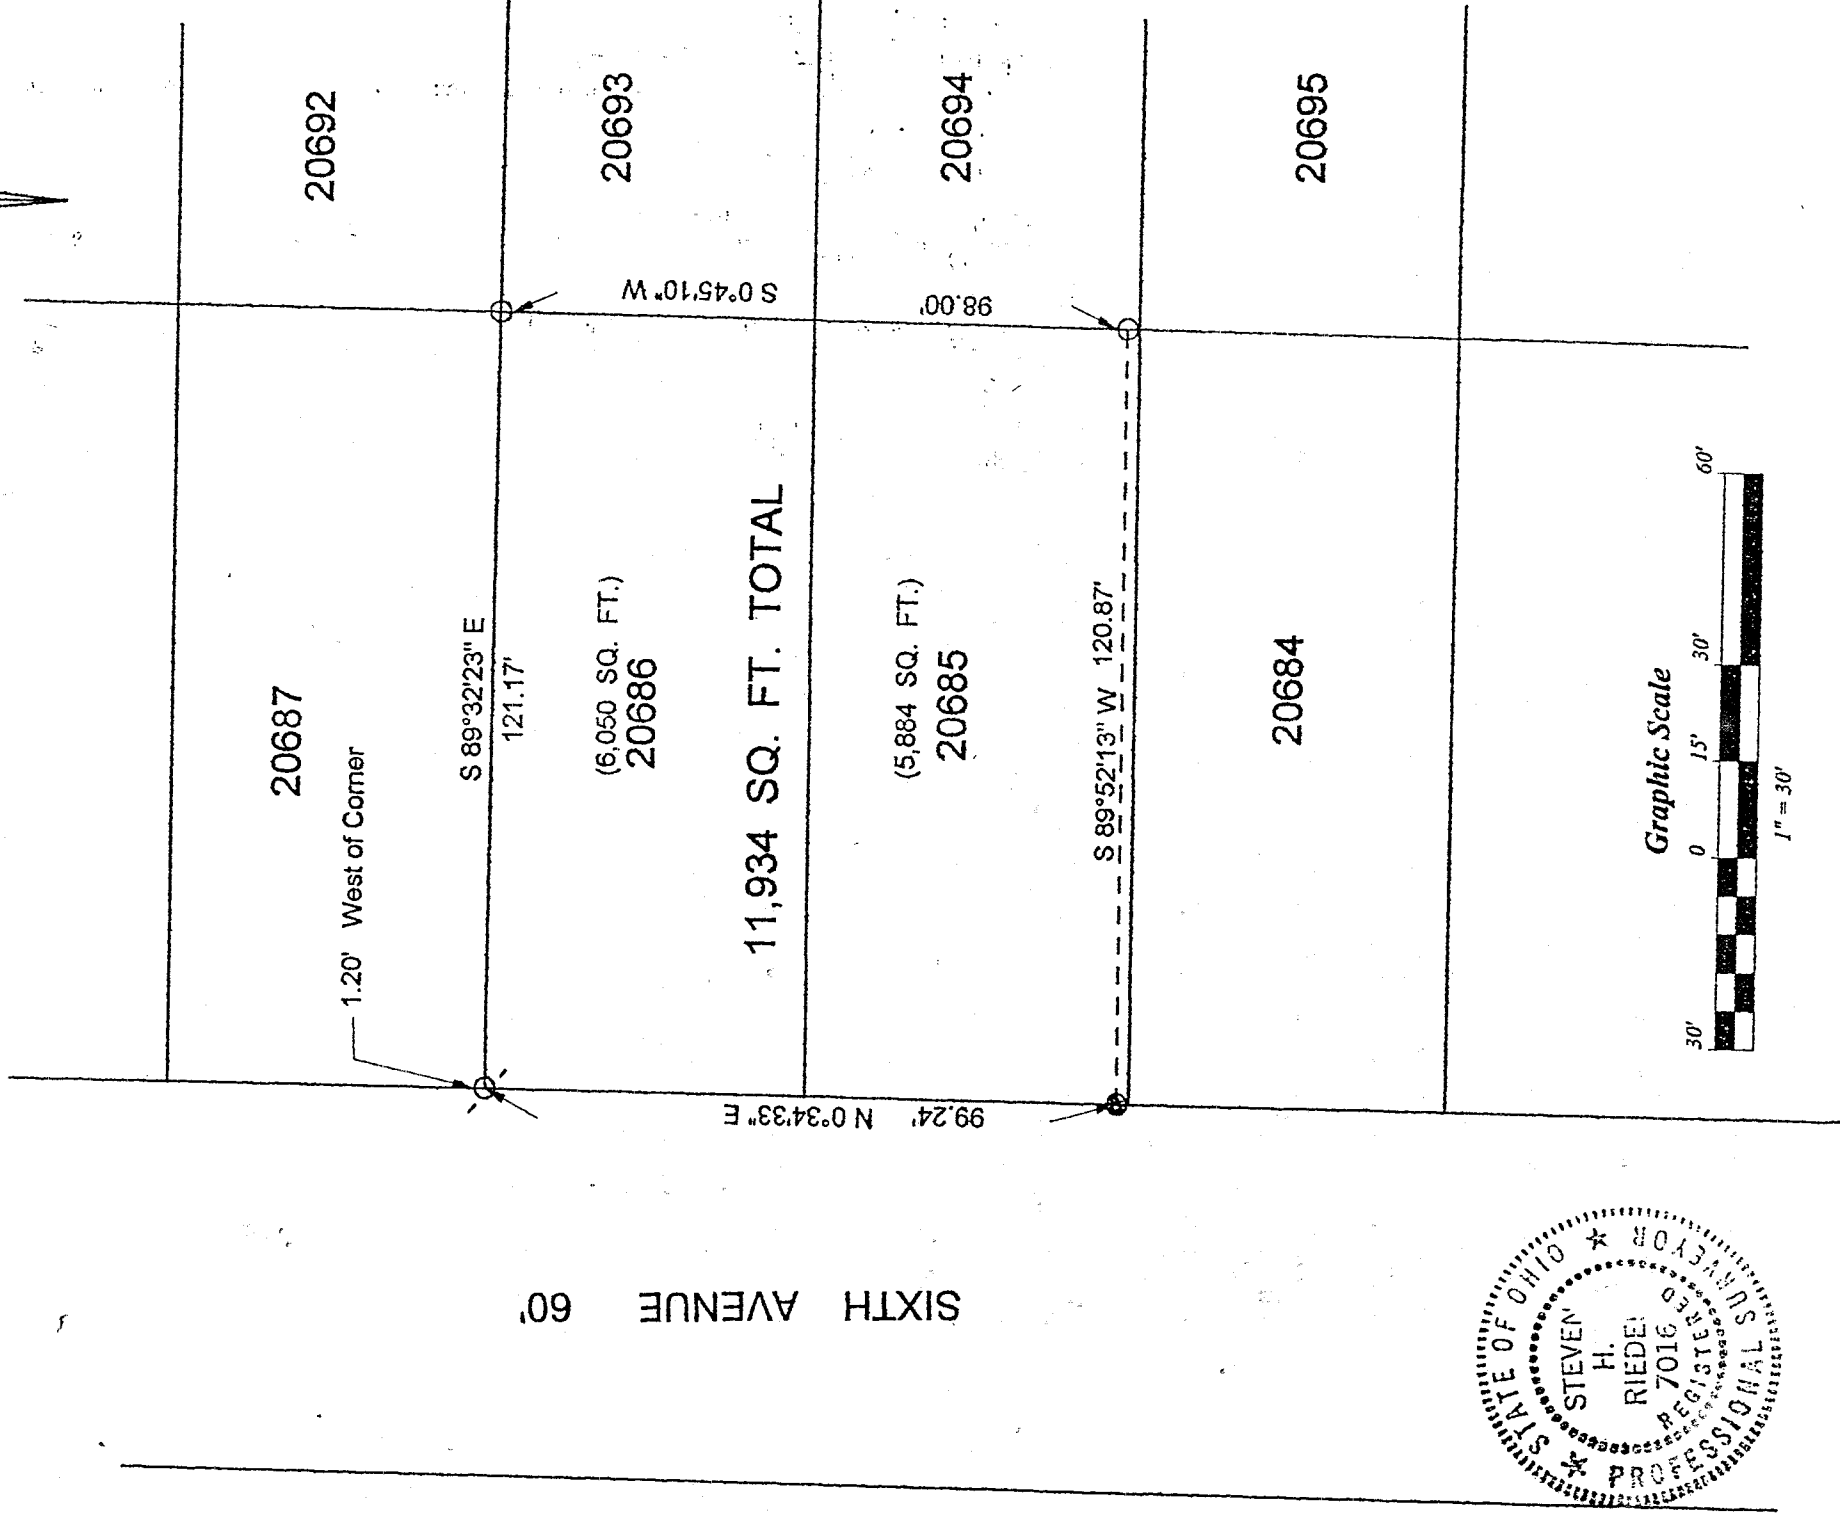 20692
20693
20694
20695
S 0°45'10" W
98.00'
20687
1.20' West of Corner
S 89°32'23" E
121.17'
(6,050 SQ. FT.)
20686
11,934 SQ. FT. TOTAL
(5,884 SQ. FT.)
20685
S 89°52'13" W 120.87'
20684
N 0°34'33" E
99.24'
SIXTH AVENUE 60'
Graphic Scale
30' 0 15' 30' 60'
1" = 30'
STATE OF OHIO
STEVEN
H.
7016
REGISTERED
PROFESSIONAL SURVEYOR